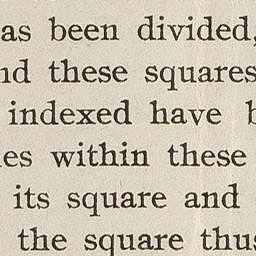 as been divided,
nd these squares
indexed have
es within these
its square and
the square thus